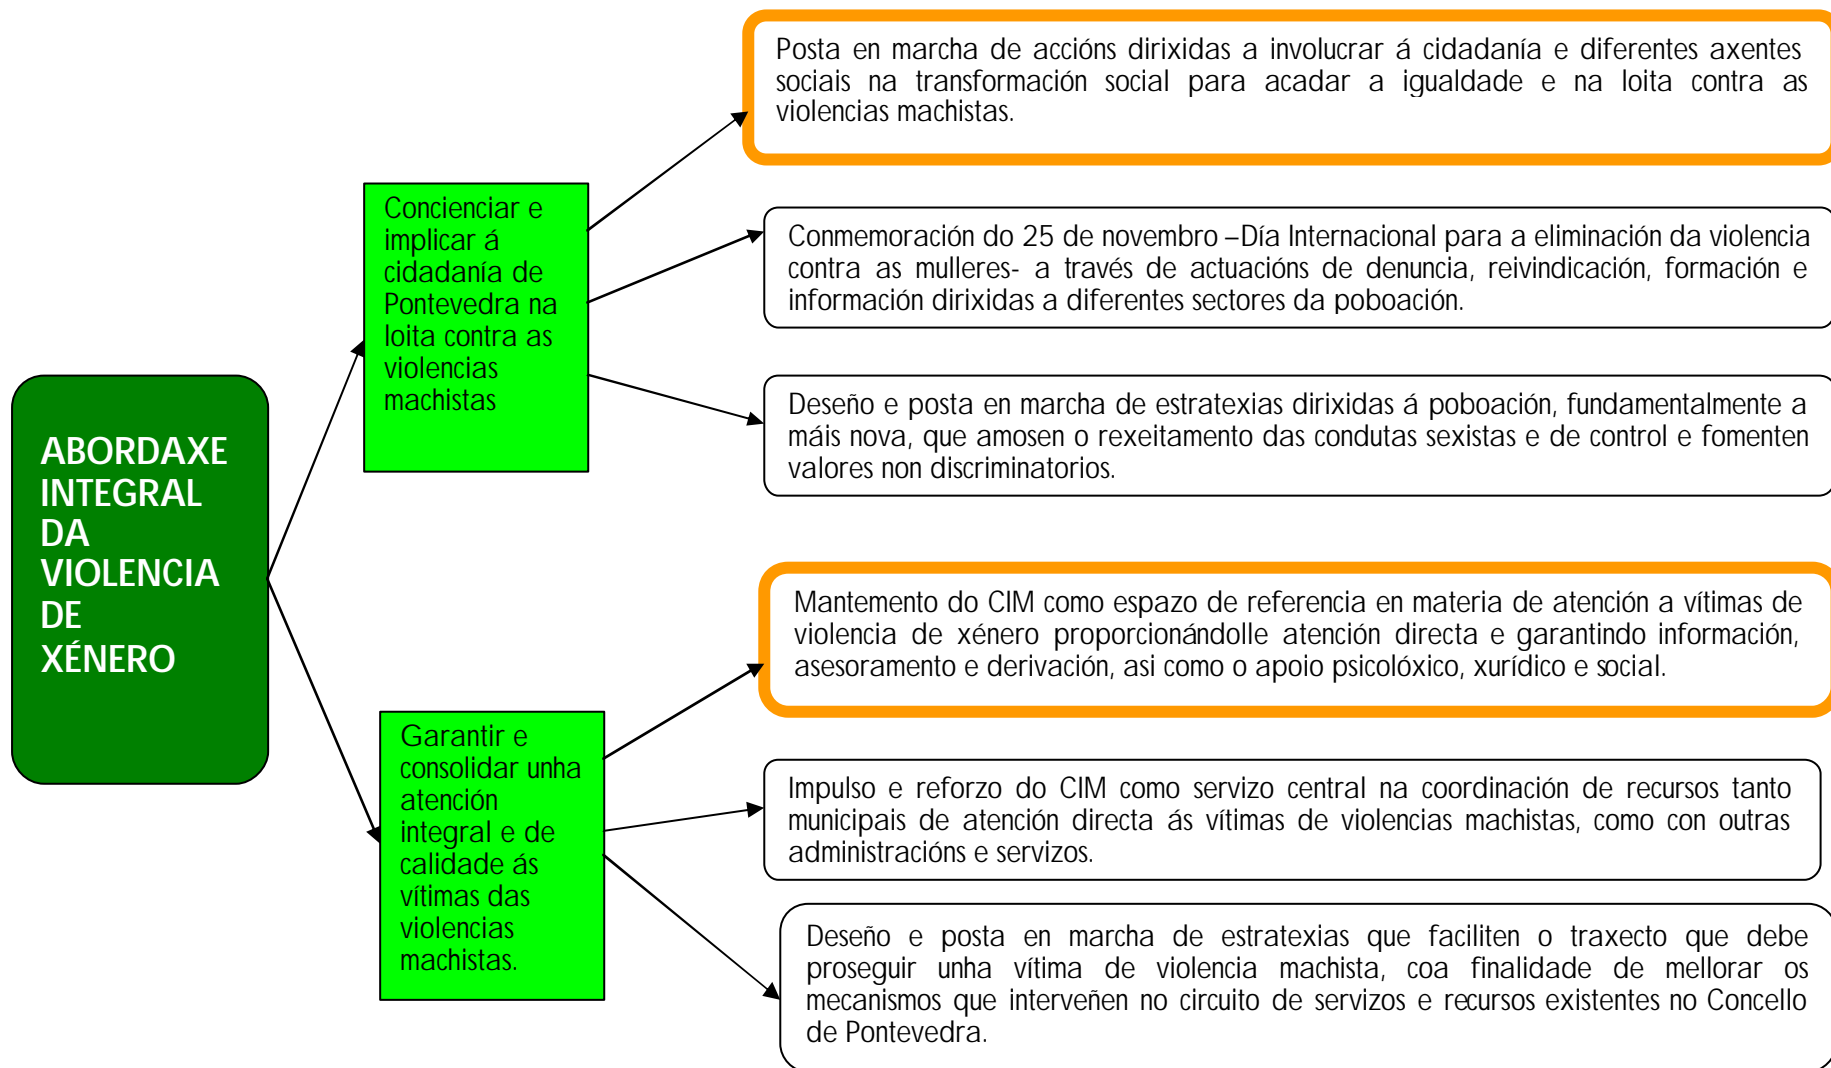 ABORDAXE
INTEGRAL
DA
VIOLENCIA
DE
XÉNERO
Concienciar e
implicar á
cidadanía de
Pontevedra na
loita contra as
violencias
machistas
Posta en marcha de accións dirixidas a involucrar á cidadanía e diferentes axentes
sociais na transformación social para acadar a igualdade e na loita contra as
violencias machistas.
Conmemoración do 25 de novembro –Día Internacional para a eliminación da violencia
contra as mulleres- a través de actuacións de denuncia, reivindicación, formación e
información dirixidas a diferentes sectores da poboación.
Deseño e posta en marcha de estratexias dirixidas á poboación, fundamentalmente a
máis nova, que amosen o rexeitamento das condutas sexistas e de control e fomenten
valores non discriminatorios.
Garantir e
consolidar unha
atención
integral e de
calidade ás
vítimas das
violencias
machistas.
Mantemento do CIM como espazo de referencia en materia de atención a vítimas de
violencia de xénero proporcionándolle atención directa e garantindo información,
asesoramento e derivación, asi como o apoio psicolóxico, xurídico e social.
Impulso e reforzo do CIM como servizo central na coordinación de recursos tanto
municipais de atención directa ás vítimas de violencias machistas, como con outras
administracións e servizos.
Deseño e posta en marcha de estratexias que faciliten o traxecto que debe
proseguir unha vítima de violencia machista, coa finalidade de mellorar os
mecanismos que interveñen no circuito de servizos e recursos existentes no Concello
de Pontevedra.